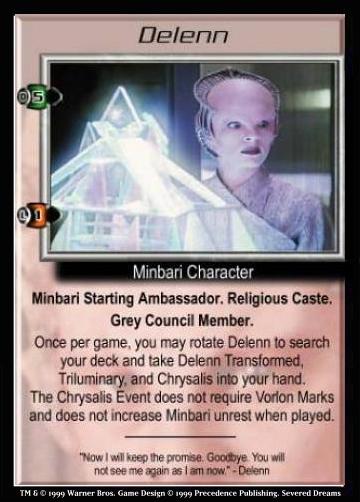 Delenn
D 5
L 1
Minbari Character
Minbari Starting Ambassador. Religious Caste.
Grey Council Member.
Once per game, you may rotate Delenn to search
your deck and take Delenn Transformed,
Triluminary, and Chrysalis into your hand.
The Chrysalis Event does not require Vorlon Marks
and does not increase Minbari unrest when played.
"Now I will keep the promise. Goodbye. You will
not see me again as I am now." - Delenn
TM & © 1999 Warner Bros. Game Design © 1999 Precedence Publishing. Severed Dreams